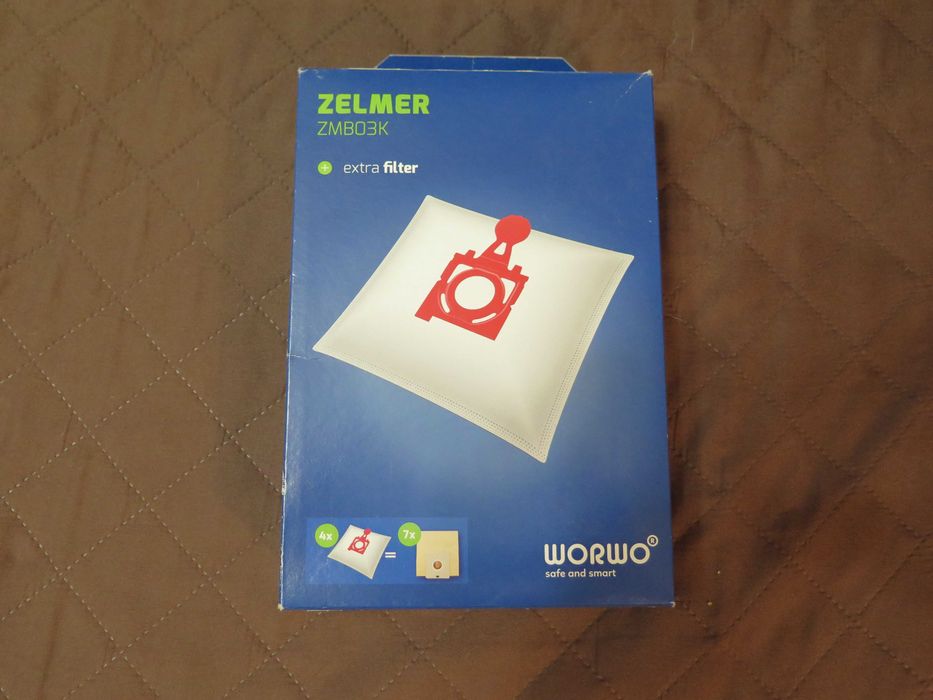 ZELMER
ZMB03K
+ extra filter
4x = 7x
WORWO®
safe and smart